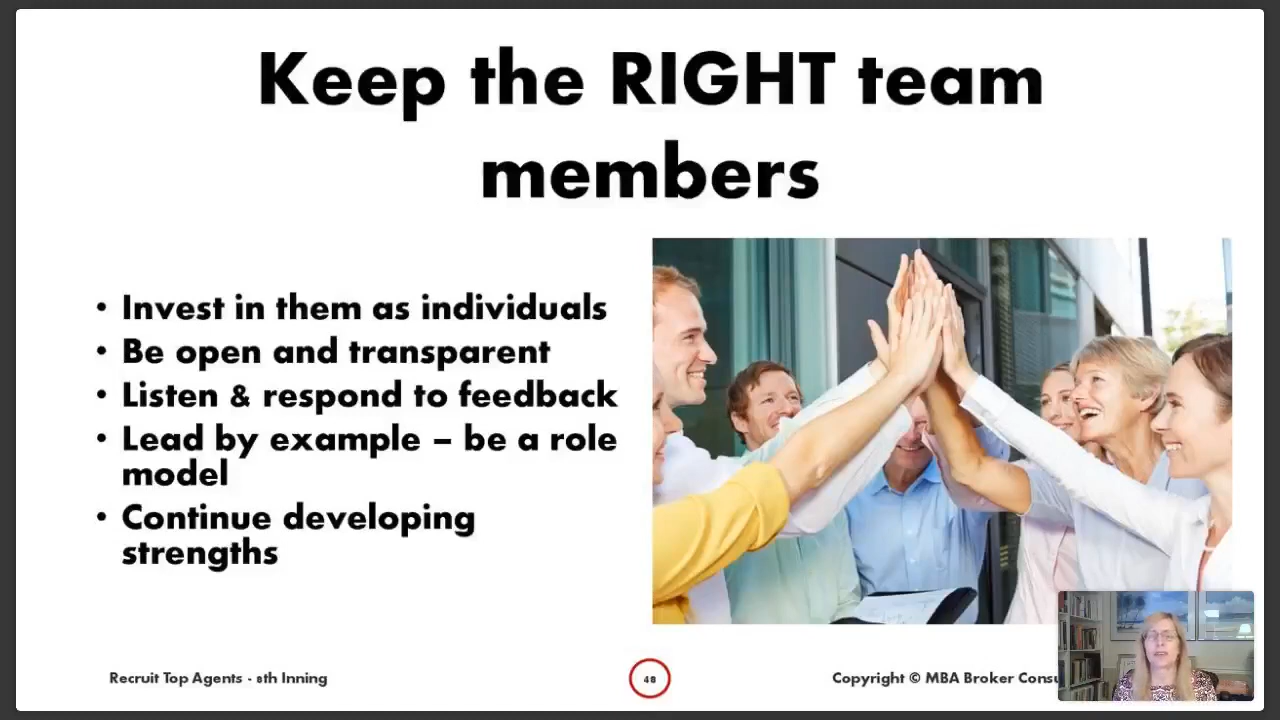 Keep the RIGHT team
members
• Invest in them as individuals
• Be open and transparent
• Listen & respond to feedback
• Lead by example – be a role
model
• Continue developing
strengths
Recruit Top Agents - 8th Inning
48
Copyright © MBA Broker Consu